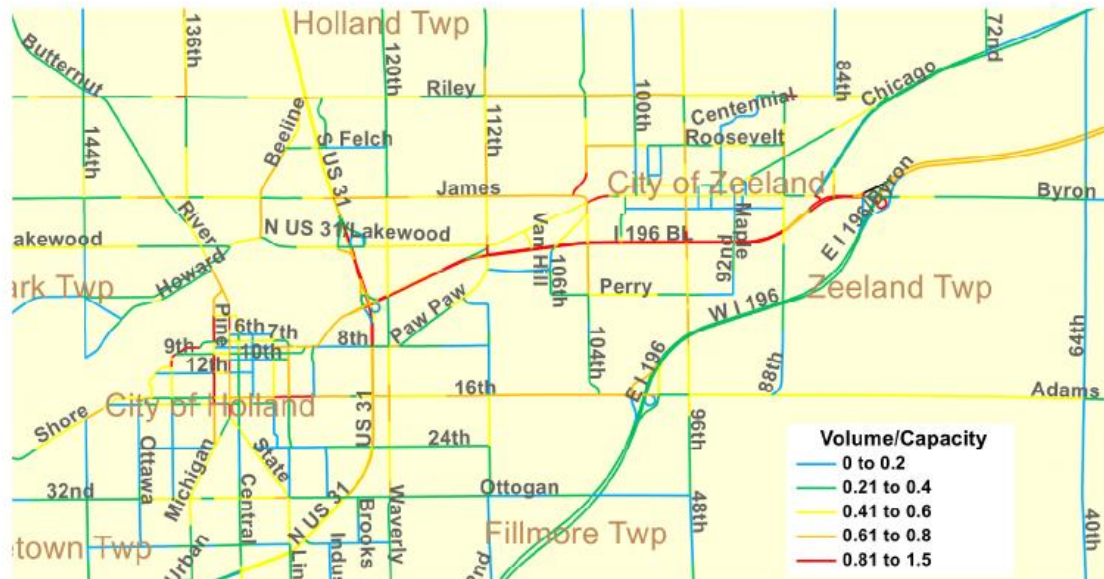 Holland Twp
136th
120th
72nd
Butternut
Riley
100th
84th
Chicago
Centennial
144th
Beeline
S US 31
Felch
112th
Roosevelt
James
City of Zeeland
Byron
River
N US 31/Lakewood
Van Hill
I 196 BL
Maple
E I 196/Byron
akewood
Howard
106th
92nd
ark Twp
Perry
Zeeland Twp
Paw Paw
W I 196
Pine
6th
7th
8th
9th
10th
12th
104th
E I 196
88th
64th
16th
Adams
City of Holland
Shore
US 31
96th
24th
Ottawa
Michigan
State
Volume/Capacity
0 to 0.2
0.21 to 0.4
0.41 to 0.6
0.61 to 0.8
0.81 to 1.5
32nd
Central
N US 31
Brooks
Waverly
Ottogan
48th
40th
etown Twp
Urban
Lin
Indus
Fillmore Twp